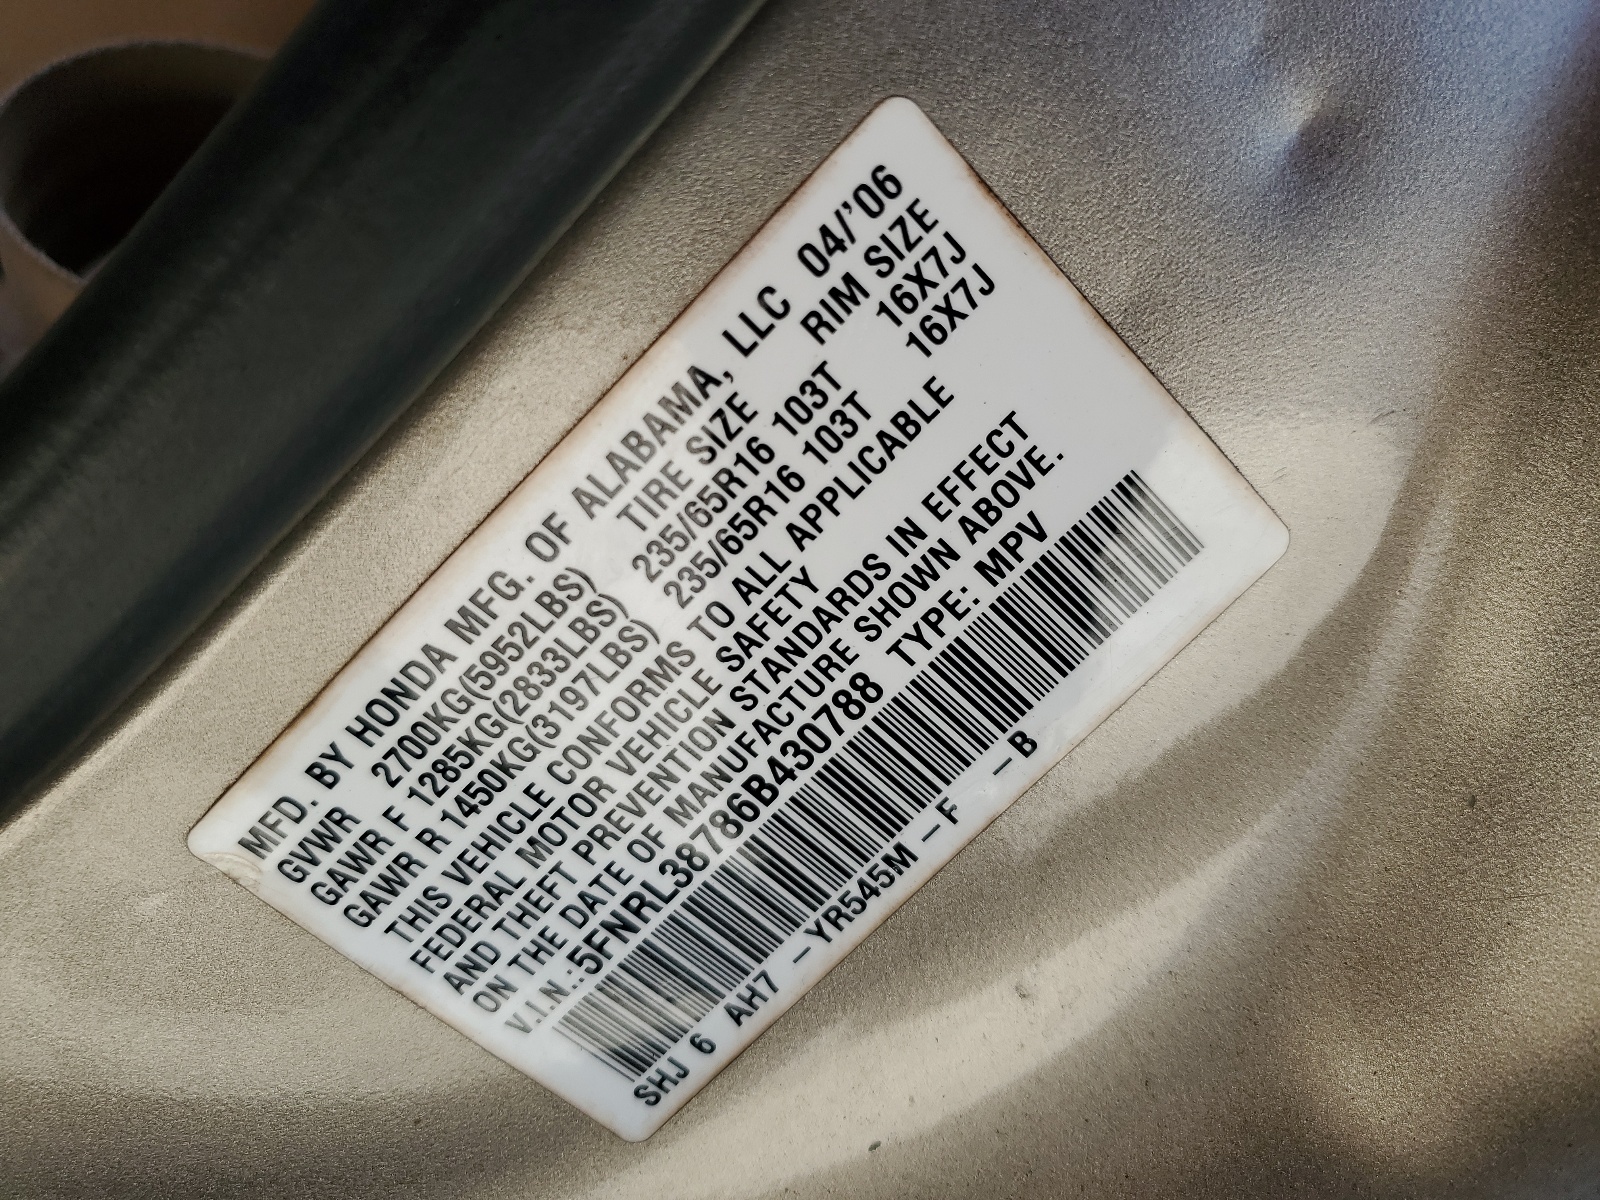 MFD. BY HONDA MFG. OF ALABAMA, LLC 04/'06
GVWR 2700KG(5952LBS) TIRE SIZE RIM SIZE
GAWR F 1285KG(2833LBS) 235/65R16 103T 16X7J
GAWR R 1450KG(3197LBS) 235/65R16 103T 16X7J
THIS VEHICLE CONFORMS TO ALL APPLICABLE
FEDERAL MOTOR VEHICLE SAFETY
AND THEFT PREVENTION STANDARDS IN EFFECT
ON THE DATE OF MANUFACTURE SHOWN ABOVE.
V.I.N.:5FNRL38786B430788 TYPE: MPV
SHJ 6 AH7 –YR545M –F –B